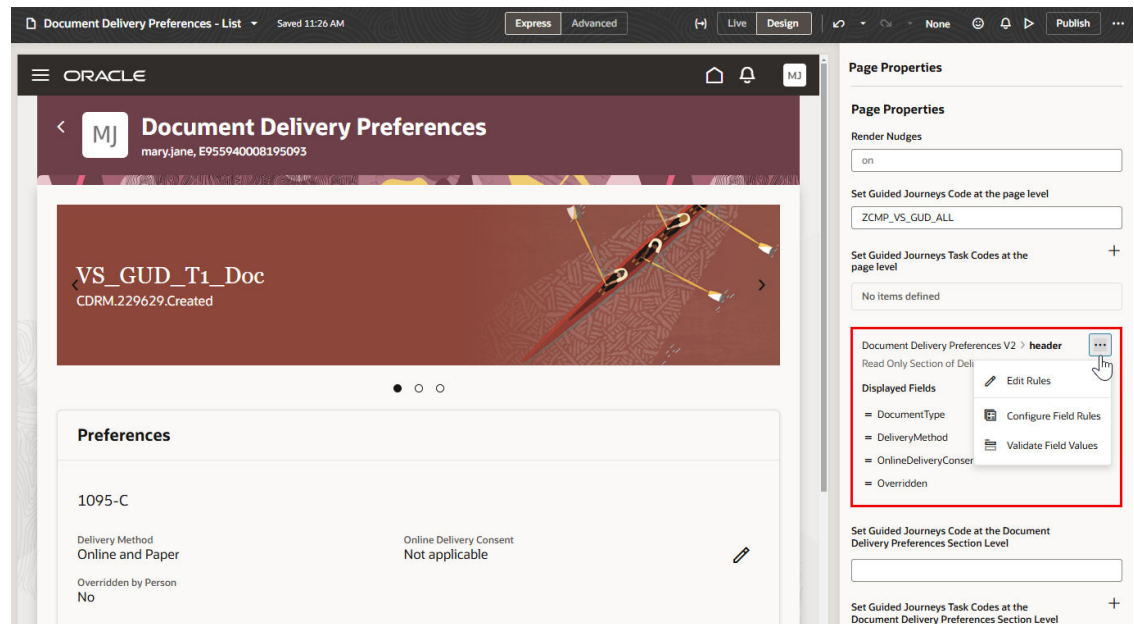 Document Delivery Preferences - List Saved 11:26 AM Express Advanced Live Design None Publish
ORACLE MJ
MJ
Document Delivery Preferences
mary.jane, E955940008195093
VS_GUD_T1_Doc
CDRM.229629.Created
Preferences
1095-C
Delivery Method Online Delivery Consent
Online and Paper Not applicable
Overridden by Person
No
Page Properties
Page Properties
Render Nudges
on
Set Guided Journeys Code at the page level
ZCMP_VS_GUD_ALL
Set Guided Journeys Task Codes at the
page level
No items defined
Document Delivery Preferences V2 > header
Read Only Section of
Edit Rules
Displayed Fields
DocumentType
Configure Field Rules
DeliveryMethod
Validate Field Values
Overridden
Set Guided Journeys Code at the Document
Delivery Preferences Section Level
Set Guided Journeys Task Codes at the
Document Delivery Preferences Section Level